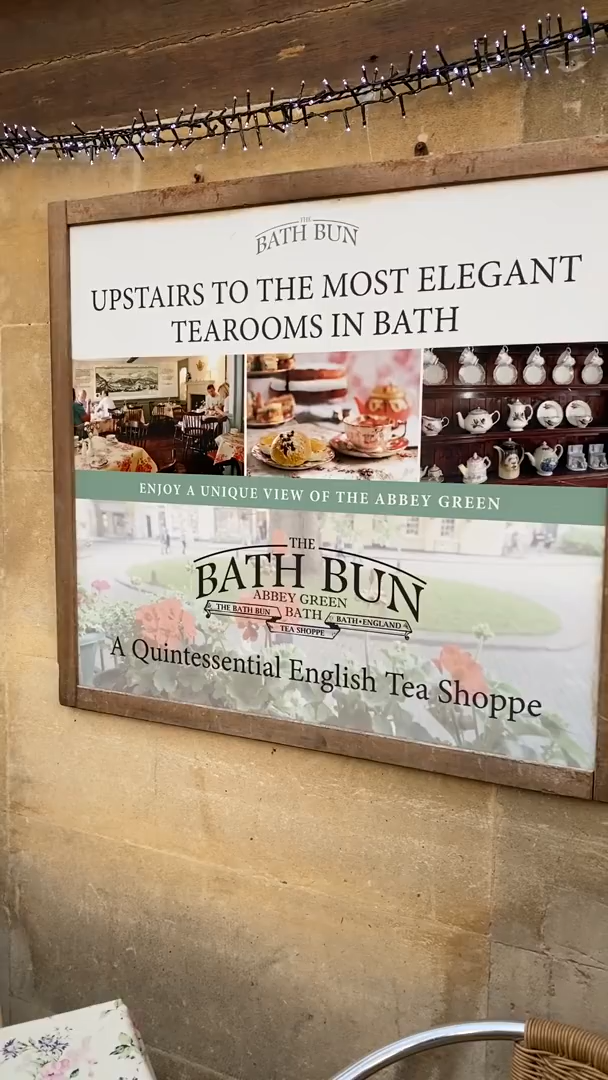 THE
BATH BUN
UPSTAIRS TO THE MOST ELEGANT
TEAROOMS IN BATH
ENJOY A UNIQUE VIEW OF THE ABBEY GREEN
THE
BATH BUN
ABBEY GREEN
THE BATH BUN BATH BATH • ENGLAND
TEA SHOPPE
A Quintessential English Tea Shoppe